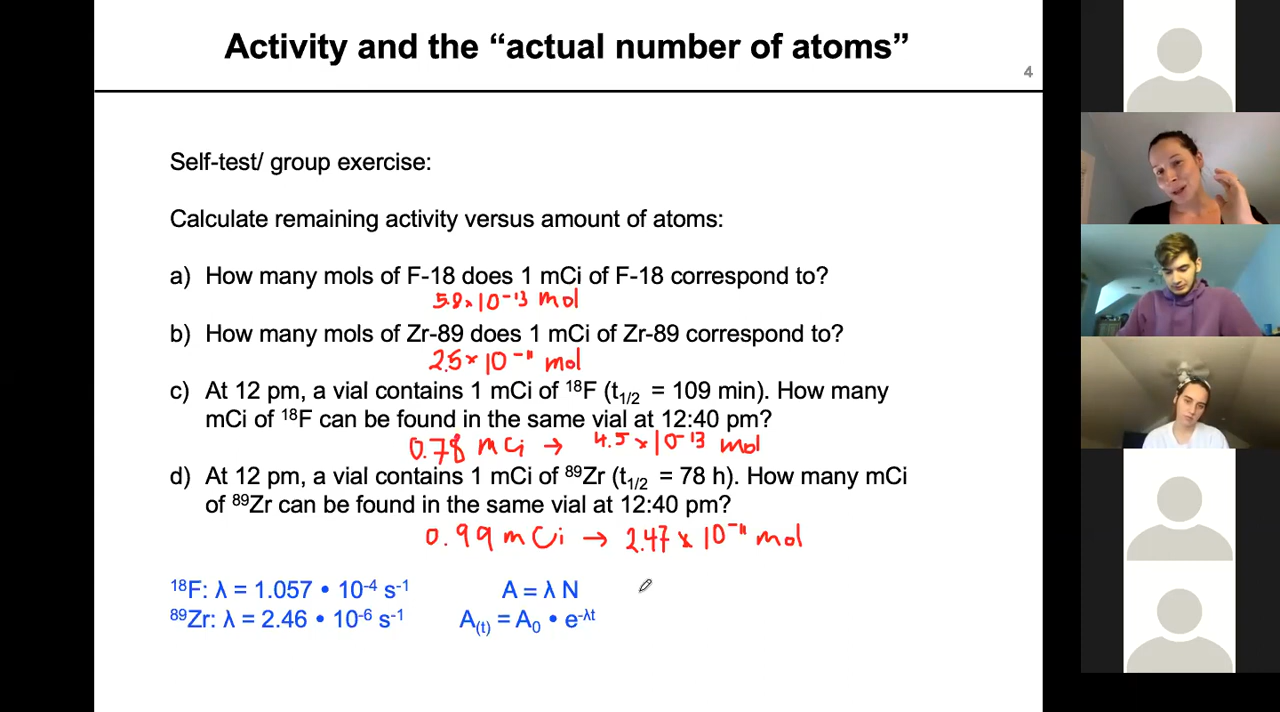 Activity and the “actual number of atoms”
4
Self-test/ group exercise:
Calculate remaining activity versus amount of atoms:
a) How many mols of F-18 does 1 mCi of F-18 correspond to?
5.8 x 10⁻¹³ mol
b) How many mols of Zr-89 does 1 mCi of Zr-89 correspond to?
2.5 x 10⁻¹¹ mol
c) At 12 pm, a vial contains 1 mCi of ¹⁸F (t₁/₂ = 109 min). How many
mCi of ¹⁸F can be found in the same vial at 12:40 pm?
0.78 mCi → 4.5 x 10⁻¹³ mol
d) At 12 pm, a vial contains 1 mCi of ⁸⁹Zr (t₁/₂ = 78 h). How many mCi
of ⁸⁹Zr can be found in the same vial at 12:40 pm?
0.99 mCi → 2.47 x 10⁻¹¹ mol
¹⁸F: λ = 1.057 • 10⁻⁴ s⁻¹ A = λ N
⁸⁹Zr: λ = 2.46 • 10⁻⁶ s⁻¹ A₍t₎ = A₀ • e⁻λt